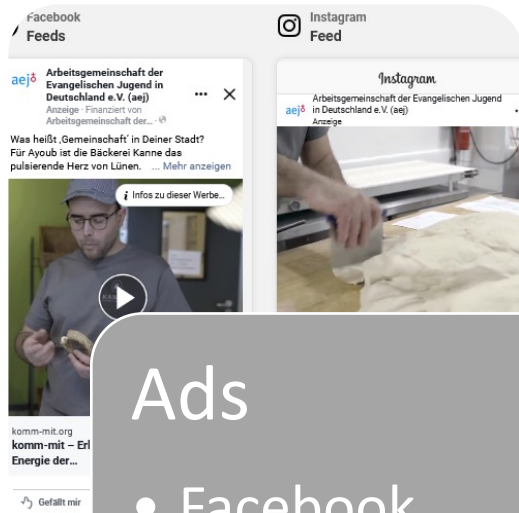 Facebook
Feeds
Instagram
Feed
aej
Arbeitsgemeinschaft der
Evangelischen Jugend in
Deutschland e.V. (aej)
Anzeige · Finanziert von
Arbeitsgemeinschaft der... ·
Was heißt ‚Gemeinschaft' in Deiner Stadt?
Für Ayoub ist die Bäckerei Kanne das
pulsierende Herz von Lünen. ... Mehr anzeigen
Infos zu dieser Werbe...
komm-mit.org
komm-mit – Erl
Energie der...
Gefällt mir
Instagram
aej
Arbeitsgemeinschaft der Evangelischen Jugend
in Deutschland e.V. (aej)
Anzeige
Ads
• Facebook